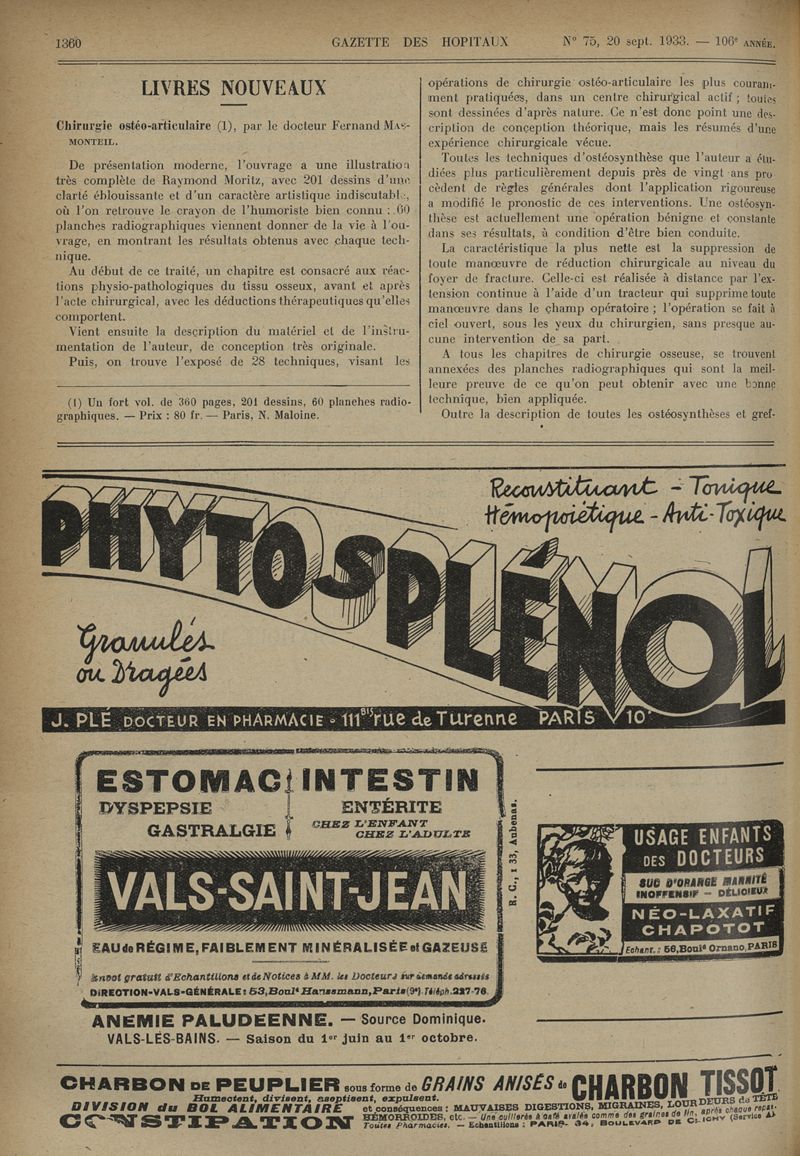 1360 GAZETTE DES HOPITAUX N° 75, 20 sept. 1933. — 106e ANNÉE.
LIVRES NOUVEAUX
Chirurgie ostéo-articulaire (1), par le docteur Fernand MAS-
MONTEIL.
De présentation moderne, l'ouvrage a une illustration
très complète de Raymond Moritz, avec 201 dessins d'une
clarté éblouissante et d'un caractère artistique indiscutable,
où l'on retrouve le crayon de l'humoriste bien connu ; 60
planches radiographiques viennent donner de la vie à l'ou-
vrage, en montrant les résultats obtenus avec chaque tech-
nique.
Au début de ce traité, un chapitre est consacré aux réac-
tions physio-pathologiques du tissu osseux, avant et après
l'acte chirurgical, avec les déductions thérapeutiques qu'elles
comportent.
Vient ensuite la description du matériel et de l'instru-
mentation de l'auteur, de conception très originale.
Puis, on trouve l'exposé de 28 techniques, visant les
(1) Un fort vol. de 360 pages, 201 dessins, 60 planches radio-
graphiques. — Prix : 80 fr. — Paris, N. Maloine.
opérations de chirurgie ostéo-articulaire les plus couram-
ment pratiquées, dans un centre chirurgical actif ; toutes
sont dessinées d'après nature. Ce n'est donc point une des-
cription de conception théorique, mais les résumés d'une
expérience chirurgicale vécue.
Toutes les techniques d'ostéosynthèse que l'auteur a étu-
diées plus particulièrement depuis près de vingt ans pro
cèdent de règles générales dont l'application rigoureuse
a modifié le pronostic de ces interventions. Une ostéosyn-
thèse est actuellement une opération bénigne et constante
dans ses résultats, à condition d'être bien conduite.
La caractéristique la plus nette est la suppression de
toute manœuvre de réduction chirurgicale au niveau du
foyer de fracture. Celle-ci est réalisée à distance par l'ex-
tension continue à l'aide d'un tracteur qui supprime toute
manœuvre dans le champ opératoire ; l'opération se fait à
ciel ouvert, sous les yeux du chirurgien, sans presque au-
cune intervention de sa part.
A tous les chapitres de chirurgie osseuse, se trouvent
annexées des planches radiographiques qui sont la meil-
leure preuve de ce qu'on peut obtenir avec une bonne
technique, bien appliquée.
Outre la description de toutes les ostéosynthèses et gref-
Reconstituant - Tonique
Hémopoiétique - Anti-Toxique
PHYTOSPLÉNOL
Granulés
ou Dragées
J. PLÉ DOCTEUR EN PHARMACIE - 111BIS rue de Turenne PARIS 10e
ESTOMAC INTESTIN
DYSPEPSIE ENTÉRITE
GASTRALGIE CHEZ L'ENFANT
CHEZ L'ADULTE
VALS-SAINT-JEAN
EAU de RÉGIME, FAIBLEMENT MINÉRALISÉE et GAZEUSE
Envoi gratuit d'Echantillons et de Notices à MM. les Docteurs sur demande adressée
DIRECTION-VALS-GÉNÉRALE : 53, Bould Haussmann, Paris (9e) Téléph. 227-76.
R. C., 133, Aubenas.
ANEMIE PALUDEENNE. — Source Dominique.
VALS-LES-BAINS. — Saison du 1er juin au 1er octobre.
USAGE ENFANTS
DES DOCTEURS
SUC D'ORANGE MANNITÉ
INOFFENSIF - DÉLICIEUX
NÉO-LAXATIF
CHAPOTOT
Echant. : 56, Bould Ornano, PARIS
CHARBON DE PEUPLIER sous forme de GRAINS ANISÉS de CHARBON TISSOT
Humectent, divisent, aseptisent, expulsent.
DIVISION du BOL ALIMENTAIRE et conséquences : MAUVAISES DIGESTIONS, MIGRAINES, LOURDEURS de TÊTE
CONSTIPATION HÉMORROIDES, etc. — Une cuillerée à café avalée comme des graines de lin, après chaque repas.
Toutes Pharmacies. — Echantillons : PARIS - 34, BOULEVARD DE CLICHY (Service A)